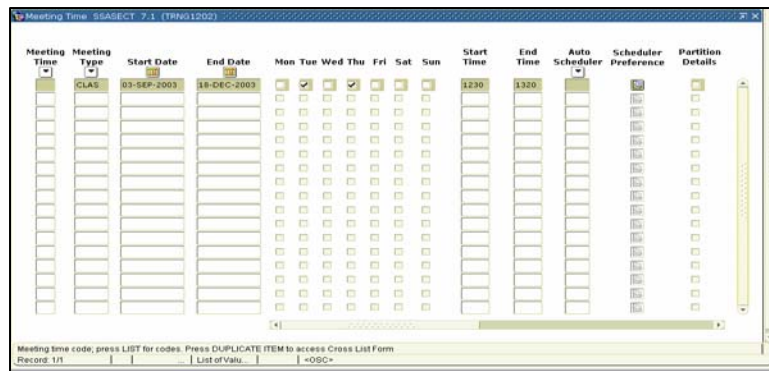 Meeting Time SSASECT 7.1 (TRNG1202)
Meeting Time Meeting Type Start Date End Date Mon Tue Wed Thu Fri Sat Sun Start Time End Time Auto Scheduler Scheduler Preference Partition Details
CLAS 03-SEP-2003 18-DEC-2003 1230 1320
Meeting time code; press LIST for codes. Press DUPLICATE ITEM to access Cross List Form
Record: 1/1 ... List of Valu... <OSC>